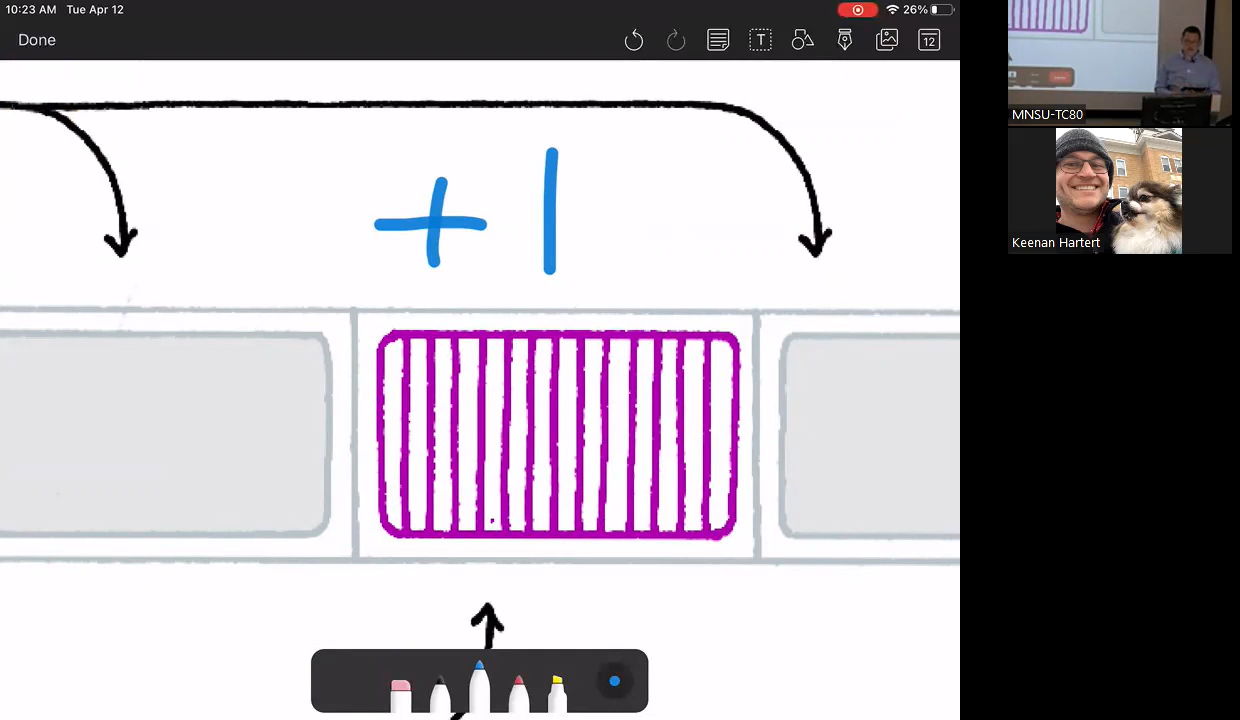 10:23 AM Tue Apr 12
26%
Done
T
12
+1
MNSU-TC80
Keenan Hartert